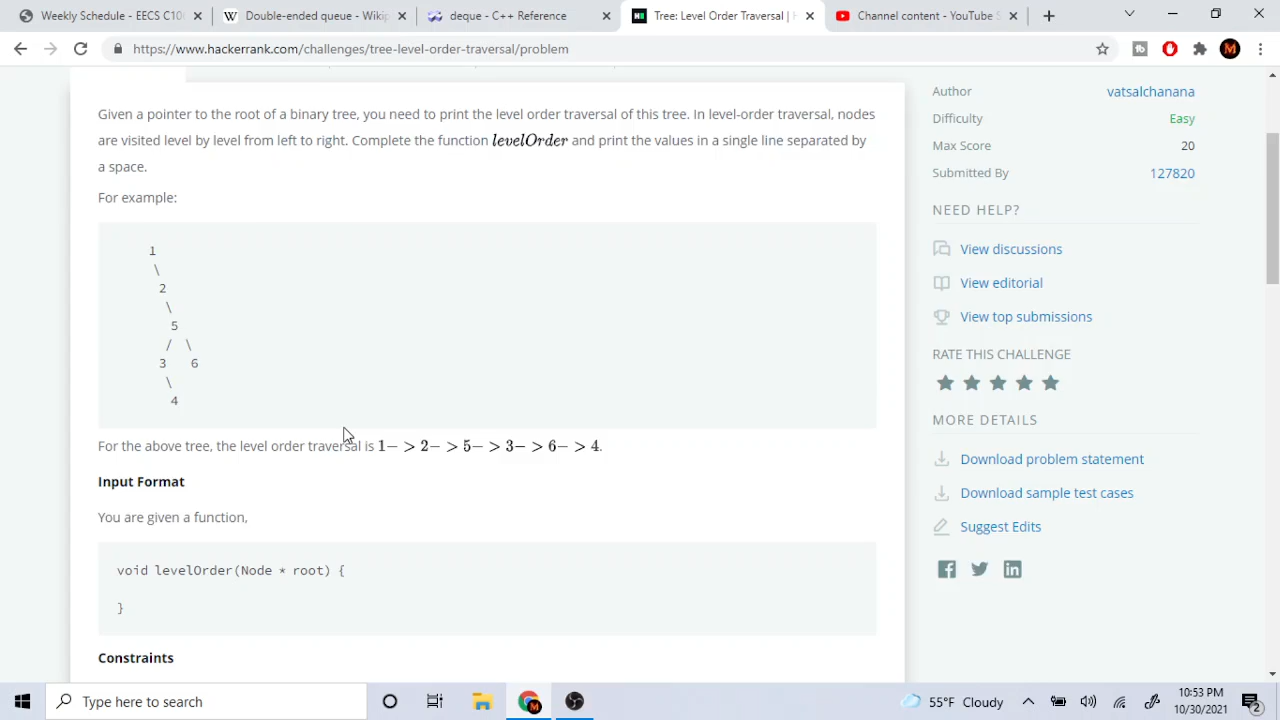 Weekly Schedule - EECS C10
Double-ended queue - Wikip
deque - C++ Reference
Tree: Level Order Traversal | H
Channel content - YouTube S
https://www.hackerrank.com/challenges/tree-level-order-traversal/problem
Given a pointer to the root of a binary tree, you need to print the level order traversal of this tree. In level-order traversal, nodes
are visited level by level from left to right. Complete the function levelOrder and print the values in a single line separated by
a space.
For example:
1
\
2
\
5
/ \
3 6
\
4
For the above tree, the level order traversal is 1− > 2− > 5− > 3− > 6− > 4.
Input Format
You are given a function,
void levelOrder(Node * root) {
}
Constraints
Author vatsalchanana
Difficulty Easy
Max Score 20
Submitted By 127820
NEED HELP?
View discussions
View editorial
View top submissions
RATE THIS CHALLENGE
MORE DETAILS
Download problem statement
Download sample test cases
Suggest Edits
Type here to search
55°F Cloudy
10:53 PM
10/30/2021
2